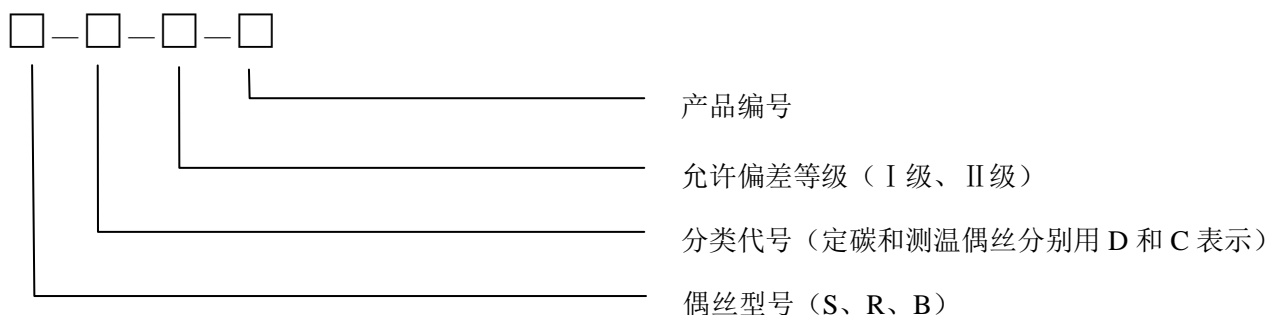 □—□—□—□
产品编号
允许偏差等级（Ⅰ级、Ⅱ级）
分类代号（定碳和测温偶丝分别用 D 和 C 表示）
偶丝型号（S、R、B）